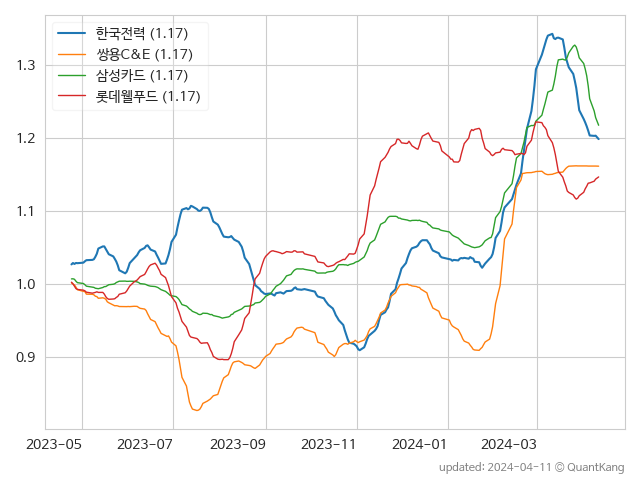 한국전력 (1.17)
쌍용C&E (1.17)
삼성카드 (1.17)
롯데웰푸드 (1.17)
1.3
1.2
1.1
1.0
0.9
2023-05 2023-07 2023-09 2023-11 2024-01 2024-03
updated: 2024-04-11 © QuantKang